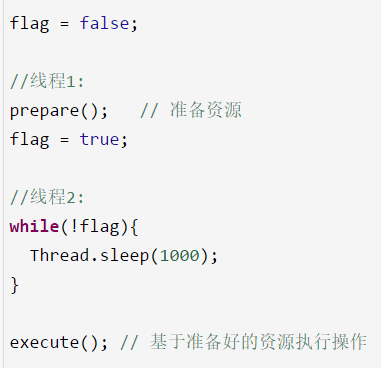 flag = false;
//线程1:
prepare();   // 准备资源
flag = true;
//线程2:
while(!flag){
  Thread.sleep(1000);
}
execute(); // 基于准备好的资源执行操作